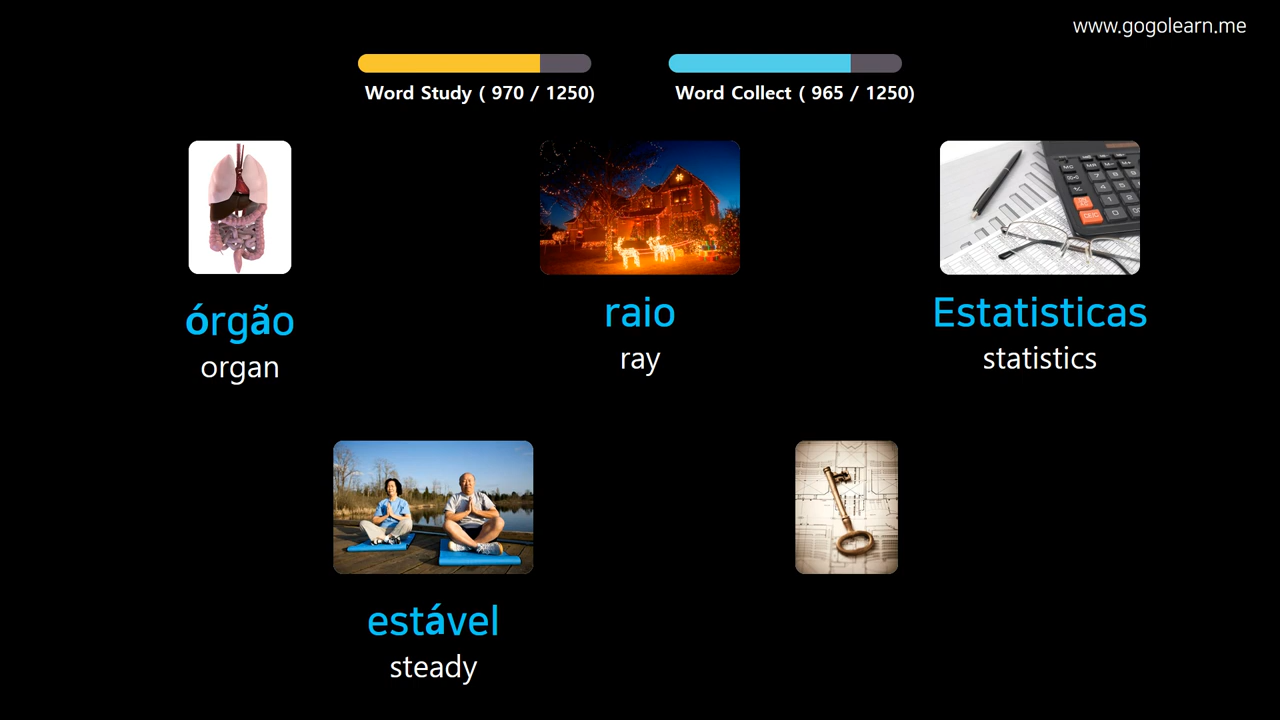 www.gogolearn.me
Word Study ( 970 / 1250)
Word Collect ( 965 / 1250)
órgão
organ
raio
ray
Estatisticas
statistics
estável
steady